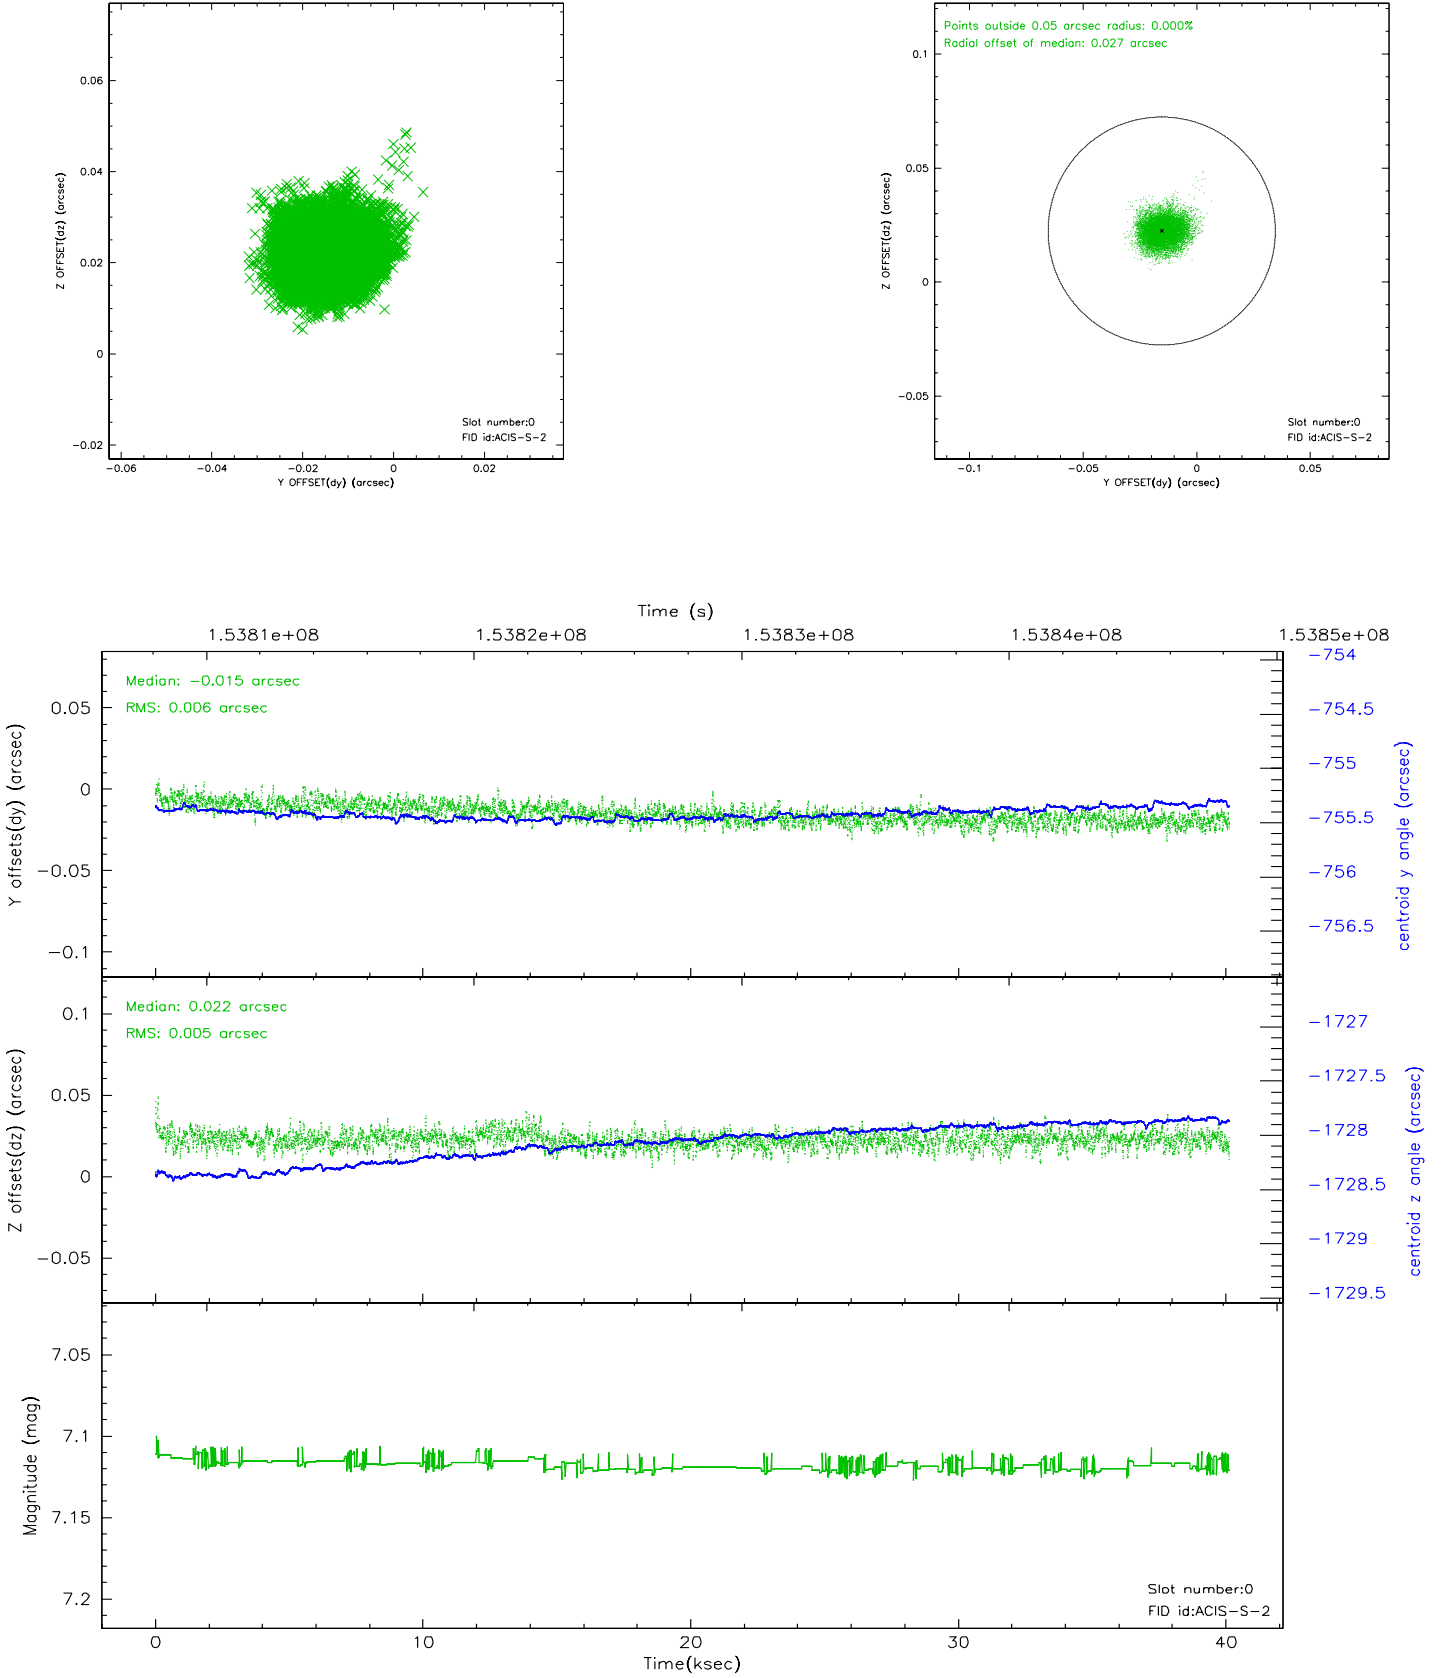 0.06
0.04
0.02
0
-0.02
Z OFFSET(dz) (arcsec)
Slot number:0
FID id:ACIS-S-2
-0.06 -0.04 -0.02 0 0.02
Y OFFSET(dy) (arcsec)
Points outside 0.05 arcsec radius: 0.000%
Radial offset of median: 0.027 arcsec
0.1
0.05
0
-0.05
Z OFFSET(dz) (arcsec)
Slot number:0
FID id:ACIS-S-2
-0.1 -0.05 0 0.05
Y OFFSET(dy) (arcsec)
Time (s)
1.5381e+08 1.5382e+08 1.5383e+08 1.5384e+08 1.5385e+08
Median: -0.015 arcsec
RMS: 0.006 arcsec
0.05
0
-0.05
-0.1
Y offsets(dy) (arcsec)
-754
-754.5
-755
-755.5
-756
-756.5
centroid y angle (arcsec)
Median: 0.022 arcsec
RMS: 0.005 arcsec
0.1
0.05
0
-0.05
Z offsets(dz) (arcsec)
-1727
-1727.5
-1728
-1728.5
-1729
-1729.5
centroid z angle (arcsec)
7.05
7.1
7.15
7.2
Magnitude (mag)
Slot number:0
FID id:ACIS-S-2
0 10 20 30 40
Time(ksec)